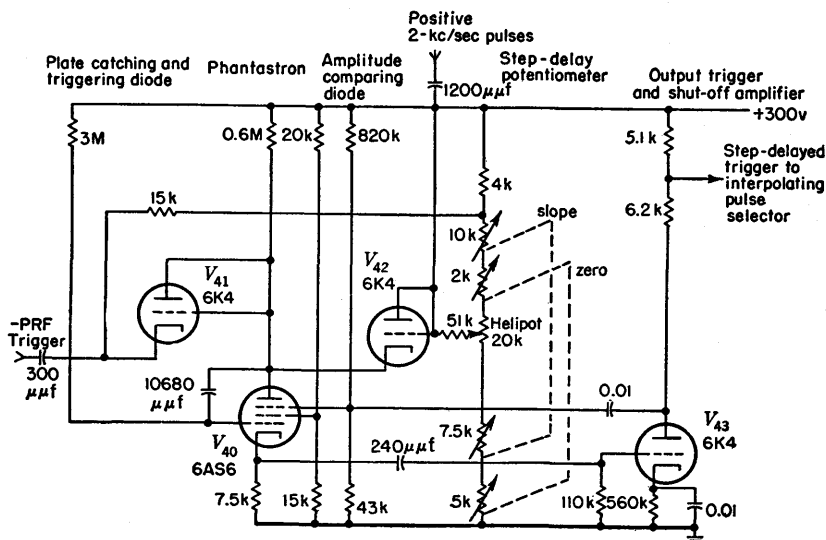 Positive
2-kc/sec pulses
Plate catching and
triggering diode
Phantastron
Amplitude
comparing
diode
Step-delay
potentiometer
Output trigger
and shut-off amplifier
1200μμf
+300v
3M
0.6M
20k
820k
5.1k
Step-delayed
trigger to
interpolating
pulse
selector
4k
15k
6.2k
slope
10k
V41
6K4
V42
6K4
2k
zero
-PRF
Trigger
51k
Helipot
20k
300
μμf
10680
μμf
0.01
V43
6K4
V40
6AS6
240μμf
7.5k
7.5k
15k
43k
.5k
110k
560k
0.01